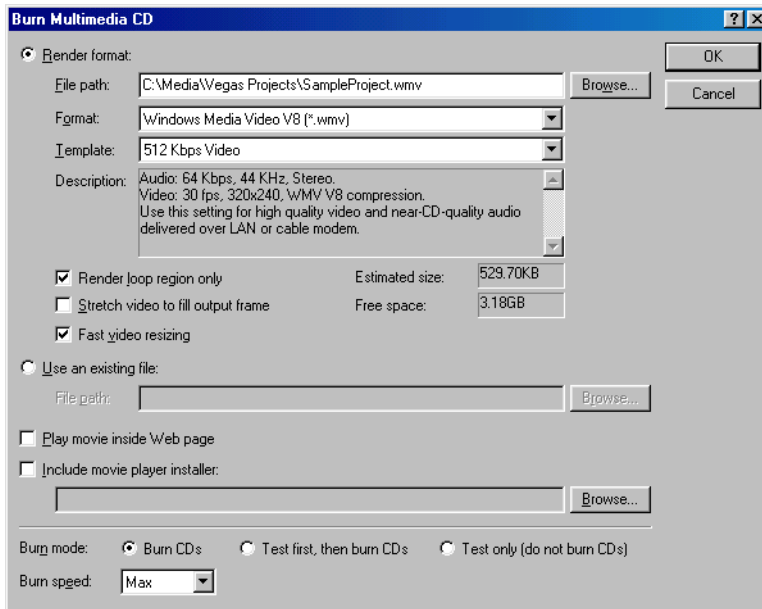 Burn Multimedia CD
Render format:
OK
File path: C:\Media\Vegas Projects\SampleProject.wmv Browse...
Cancel
Format: Windows Media Video V8 (*.wmv)
Template: 512 Kbps Video
Description: Audio: 64 Kbps, 44 KHz, Stereo.
Video: 30 fps, 320x240, WMV V8 compression.
Use this setting for high quality video and near-CD-quality audio
delivered over LAN or cable modem.
Render loop region only Estimated size: 529.70KB
Stretch video to fill output frame Free space: 3.18GB
Fast video resizing
Use an existing file:
File path: Browse...
Play movie inside Web page
Include movie player installer:
Browse...
Burn mode: Burn CDs Test first, then burn CDs Test only (do not burn CDs)
Burn speed: Max